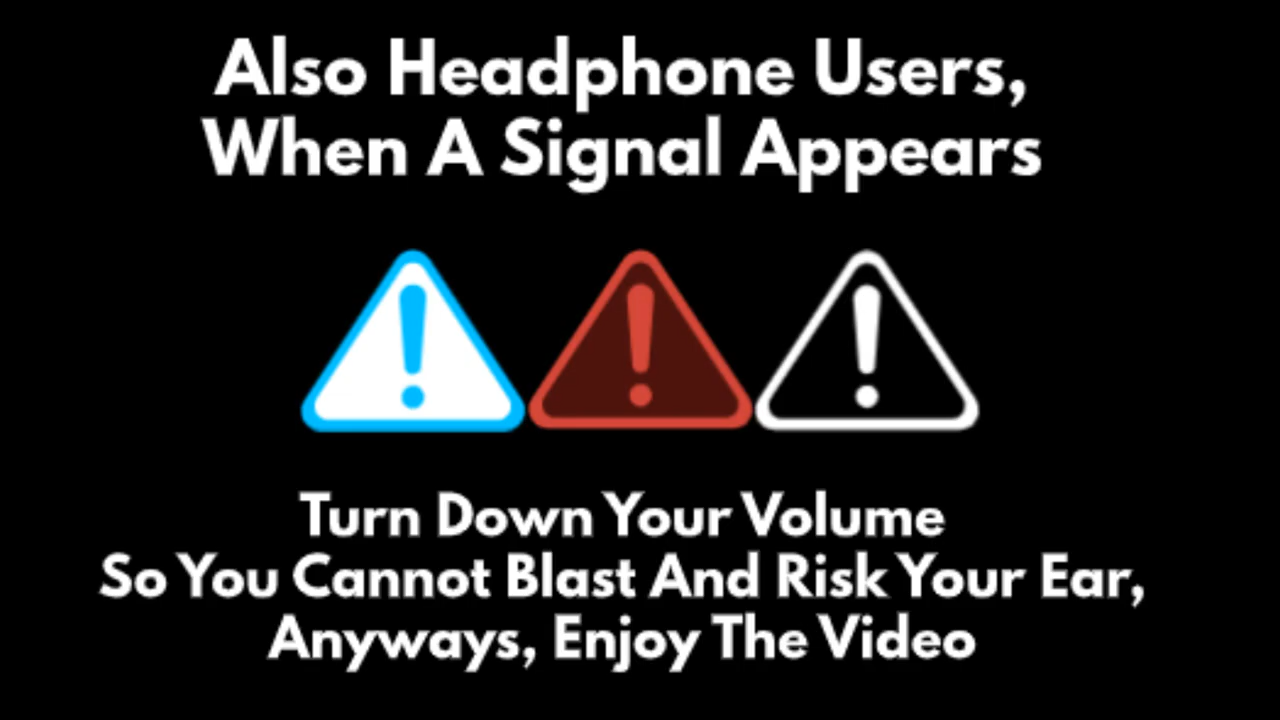 Also Headphone Users,
When A Signal Appears
Turn Down Your Volume
So You Cannot Blast And Risk Your Ear,
Anyways, Enjoy The Video